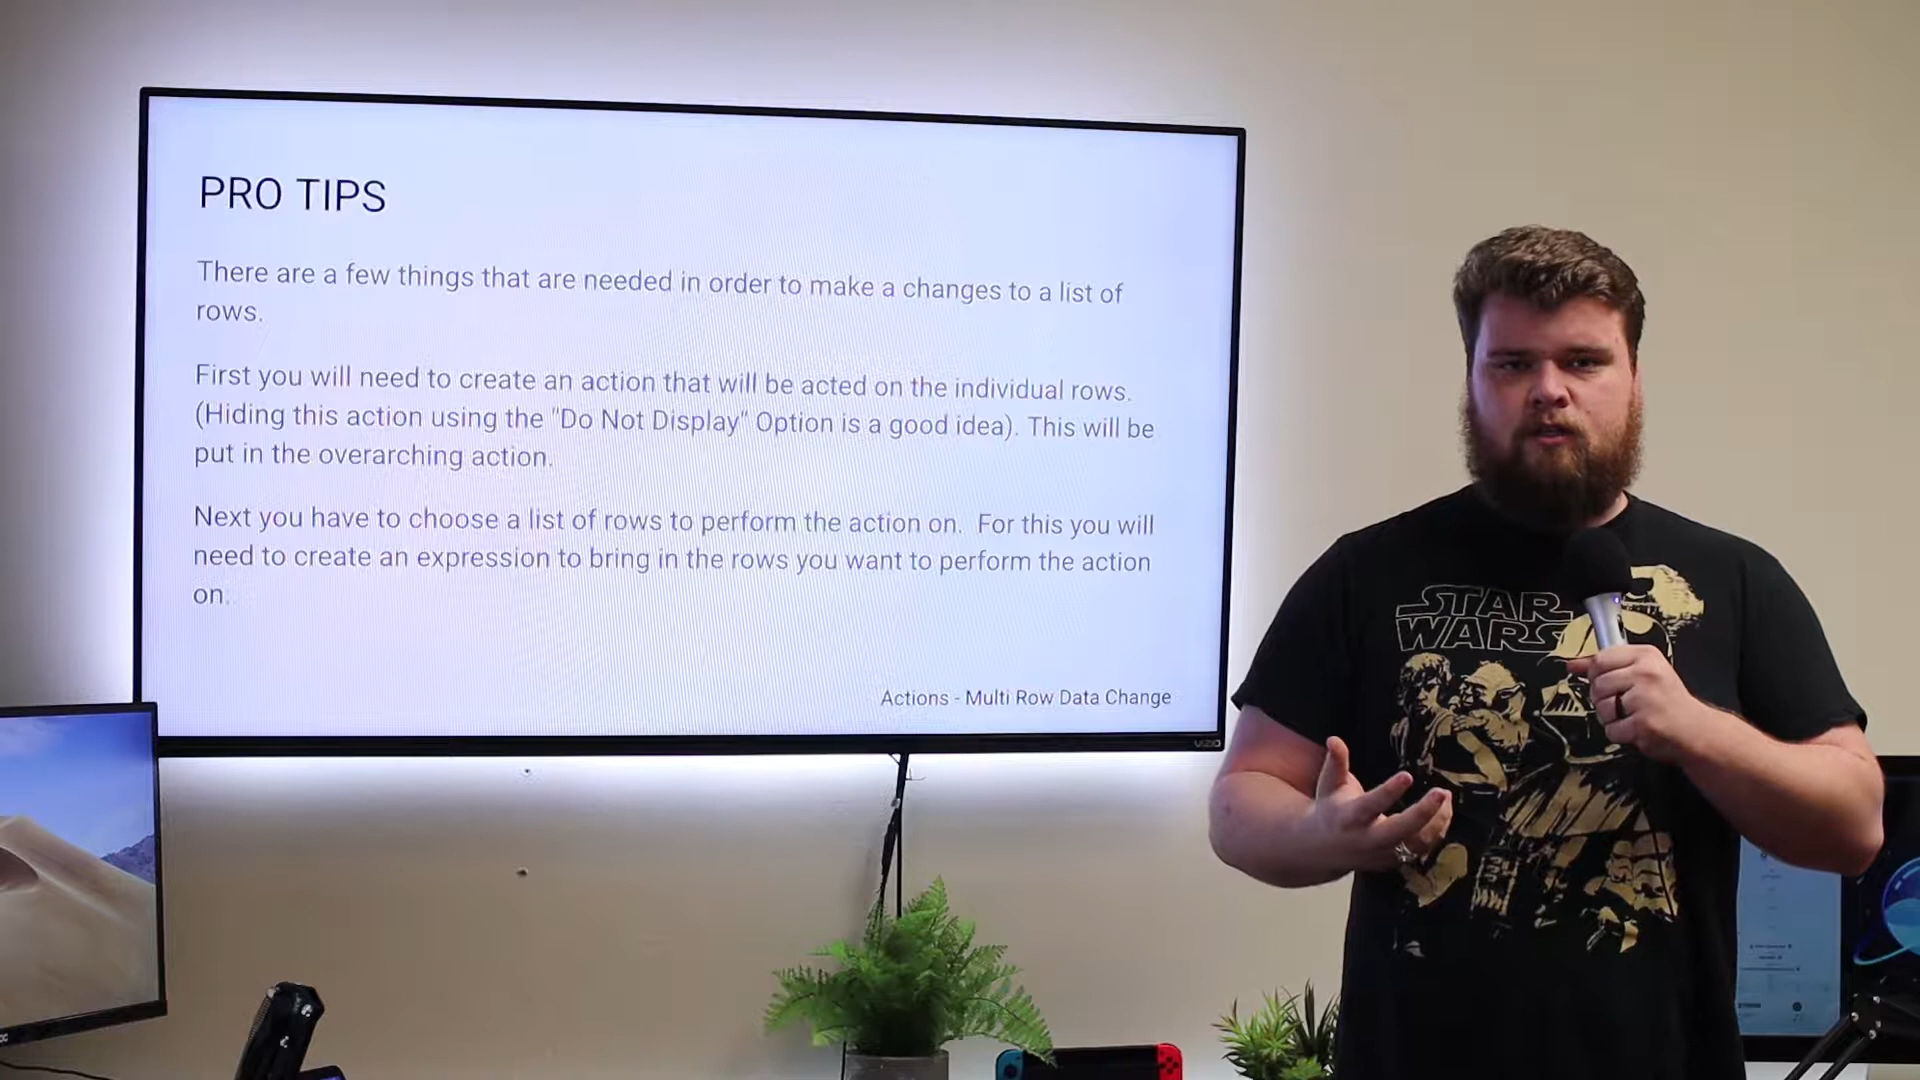 PRO TIPS
There are a few things that are needed in order to make a changes to a list of
rows.
First you will need to create an action that will be acted on the individual rows.
(Hiding this action using the "Do Not Display" Option is a good idea). This will be
put in the overarching action.
Next you have to choose a list of rows to perform the action on. For this you will
need to create an expression to bring in the rows you want to perform the action
on.
Actions - Multi Row Data Change
VIZIO
STAR
WARS